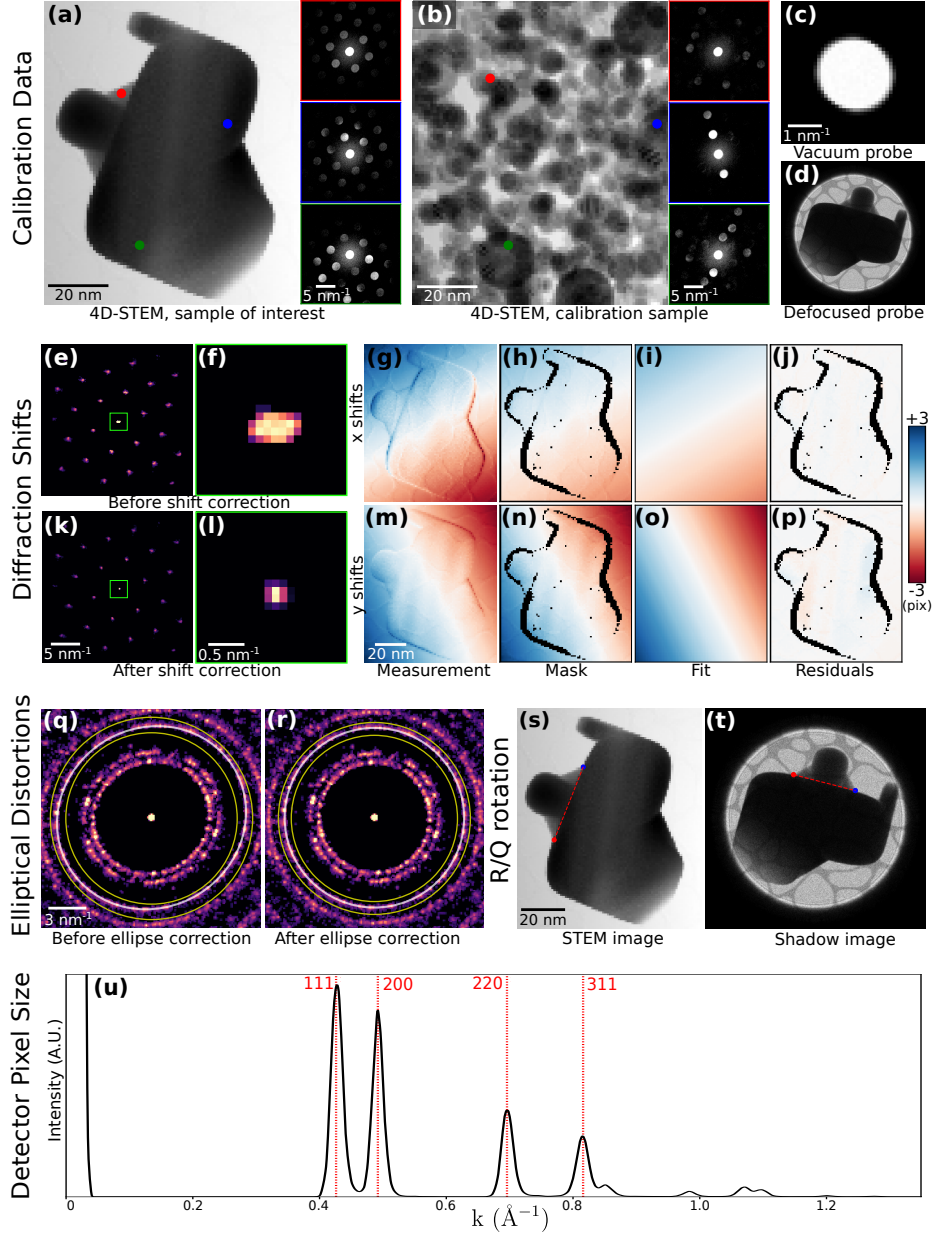 Calibration Data
(a)
20 nm
5 nm⁻¹
4D-STEM, sample of interest
(b)
20 nm
5 nm⁻¹
4D-STEM, calibration sample
(c)
1 nm⁻¹
Vacuum probe
(d)
Defocused probe
Diffraction Shifts
(e)
(f)
Before shift correction
(k)
5 nm⁻¹
(l)
0.5 nm⁻¹
After shift correction
x shifts
(g)
(h)
(i)
(j)
y shifts
(m)
20 nm
(n)
(o)
(p)
Measurement
Mask
Fit
Residuals
+3
-3
(pix)
Elliptical Distortions
(q)
3 nm⁻¹
Before ellipse correction
(r)
After ellipse correction
R/Q rotation
(s)
20 nm
STEM image
(t)
Shadow image
Detector Pixel Size
Intensity (A.U.)
(u)
111
200
220
311
0 0.2 0.4 0.6 0.8 1.0 1.2
k (Å⁻¹)